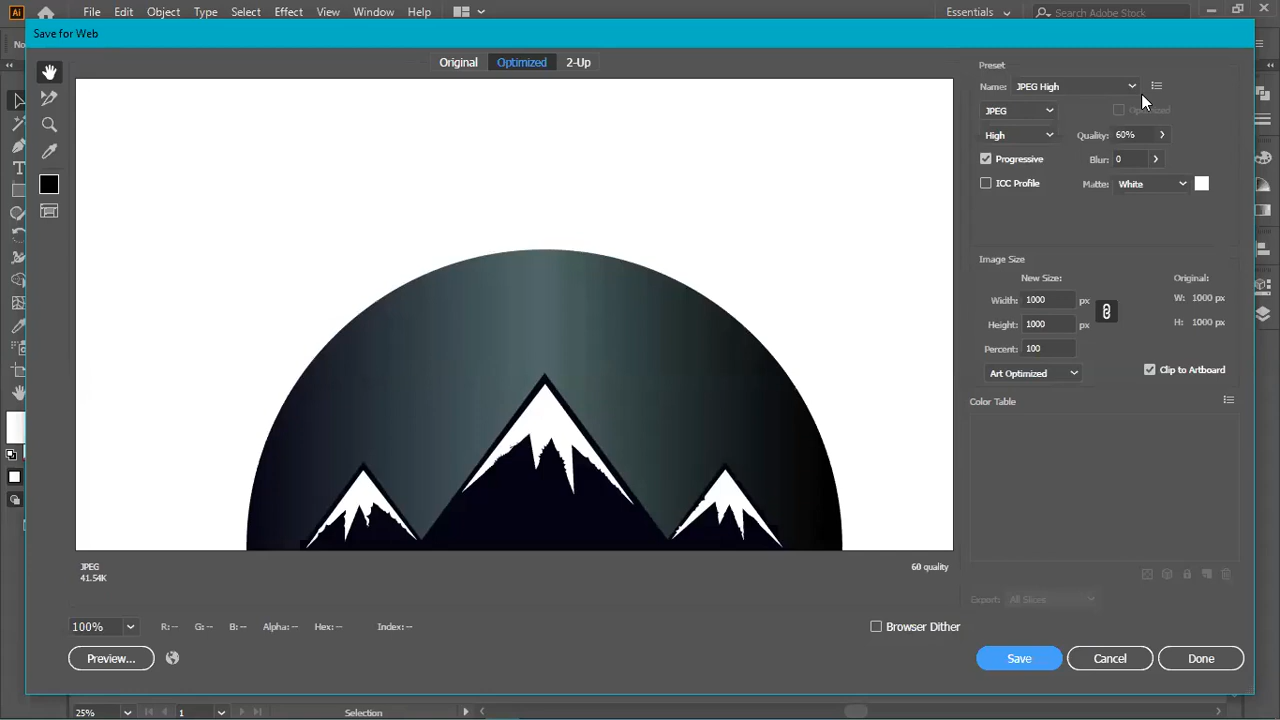 Ai File Edit Object Type Select Effect View Window Help Essentials Search Adobe Stock
Save for Web
No
Original Optimized 2-Up
Preset
Name: JPEG High
JPEG Optimized
High Quality: 60%
Progressive Blur: 0
ICC Profile Matte: White
Image Size
New Size: Original:
Width: 1000 px W: 1000 px
Height: 1000 px H: 1000 px
Percent: 100
Art Optimized Clip to Artboard
Color Table
JPEG 60 quality
41.54K
Export: All Slices
100% R: -- G: -- B: -- Alpha: -- Hex: -- Index: -- Browser Dither
Preview... Save Cancel Done
25% 1 Selection